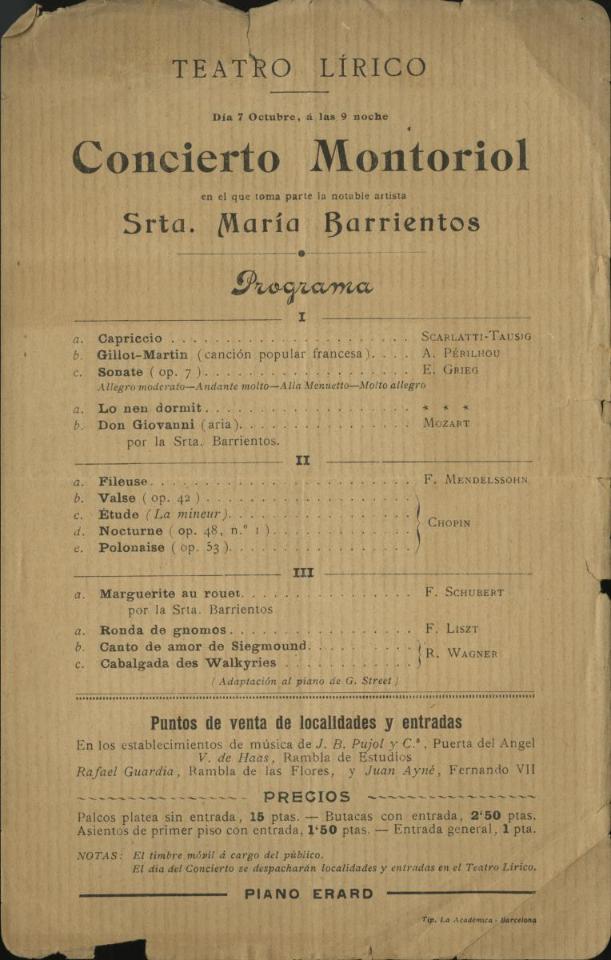 TEATRO LÍRICO
Día 7 Octubre, á las 9 noche
Concierto Montoriol
en el que toma parte la notable artista
Srta. María Barrientos
Programa
I
a. Capriccio . . . . . . . . . . . . . . . . . . . . . SCARLATTI-TAUSIG
b. Gillot-Martin (canción popular francesa). . . . A. PÉRILHOU
c. Sonate (op. 7). . . . . . . . . . . . . . . . . . E. GRIEG
Allegro moderato—Andante molto—Alla Menuetto—Molto allegro
a. Lo nen dormit. . . . . . . . . . . . . . . . . . * * *
b. Don Giovanni (aria). . . . . . . . . . . . . . . MOZART
por la Srta. Barrientos.
II
a. Fileuse. . . . . . . . . . . . . . . . . . . . . . F. MENDELSSOHN
b. Valse (op. 42) . . . . . . . . . . . . . . . . . .
c. Étude (La mineur). . . . . . . . . . . . . . . .
CHOPIN
d. Nocturne (op. 48, n.º 1). . . . . . . . . . . . .
e. Polonaise (op. 53). . . . . . . . . . . . . . . .
III
a. Marguerite au rouet. . . . . . . . . . . . . . . F. SCHUBERT
por la Srta. Barrientos
a. Ronda de gnomos. . . . . . . . . . . . . . . . . F. LISZT
b. Canto de amor de Siegmound. . . . . . . . . .
R. WAGNER
c. Cabalgada des Walkyries . . . . . . . . . . . .
(Adaptación al piano de G. Street)
Puntos de venta de localidades y entradas
En los establecimientos de música de J. B. Pujol y C.ª, Puerta del Angel
V. de Haas, Rambla de Estudios
Rafael Guardia, Rambla de las Flores, y Juan Ayné, Fernando VII
PRECIOS
Palcos platea sin entrada, 15 ptas. — Butacas con entrada, 2'50 ptas.
Asientos de primer piso con entrada, 1'50 ptas. — Entrada general, 1 pta.
NOTAS: El timbre móvil á cargo del público.
El día del Concierto se despacharán localidades y entradas en el Teatro Lírico.
PIANO ERARD
Tip. La Académica - Barcelona